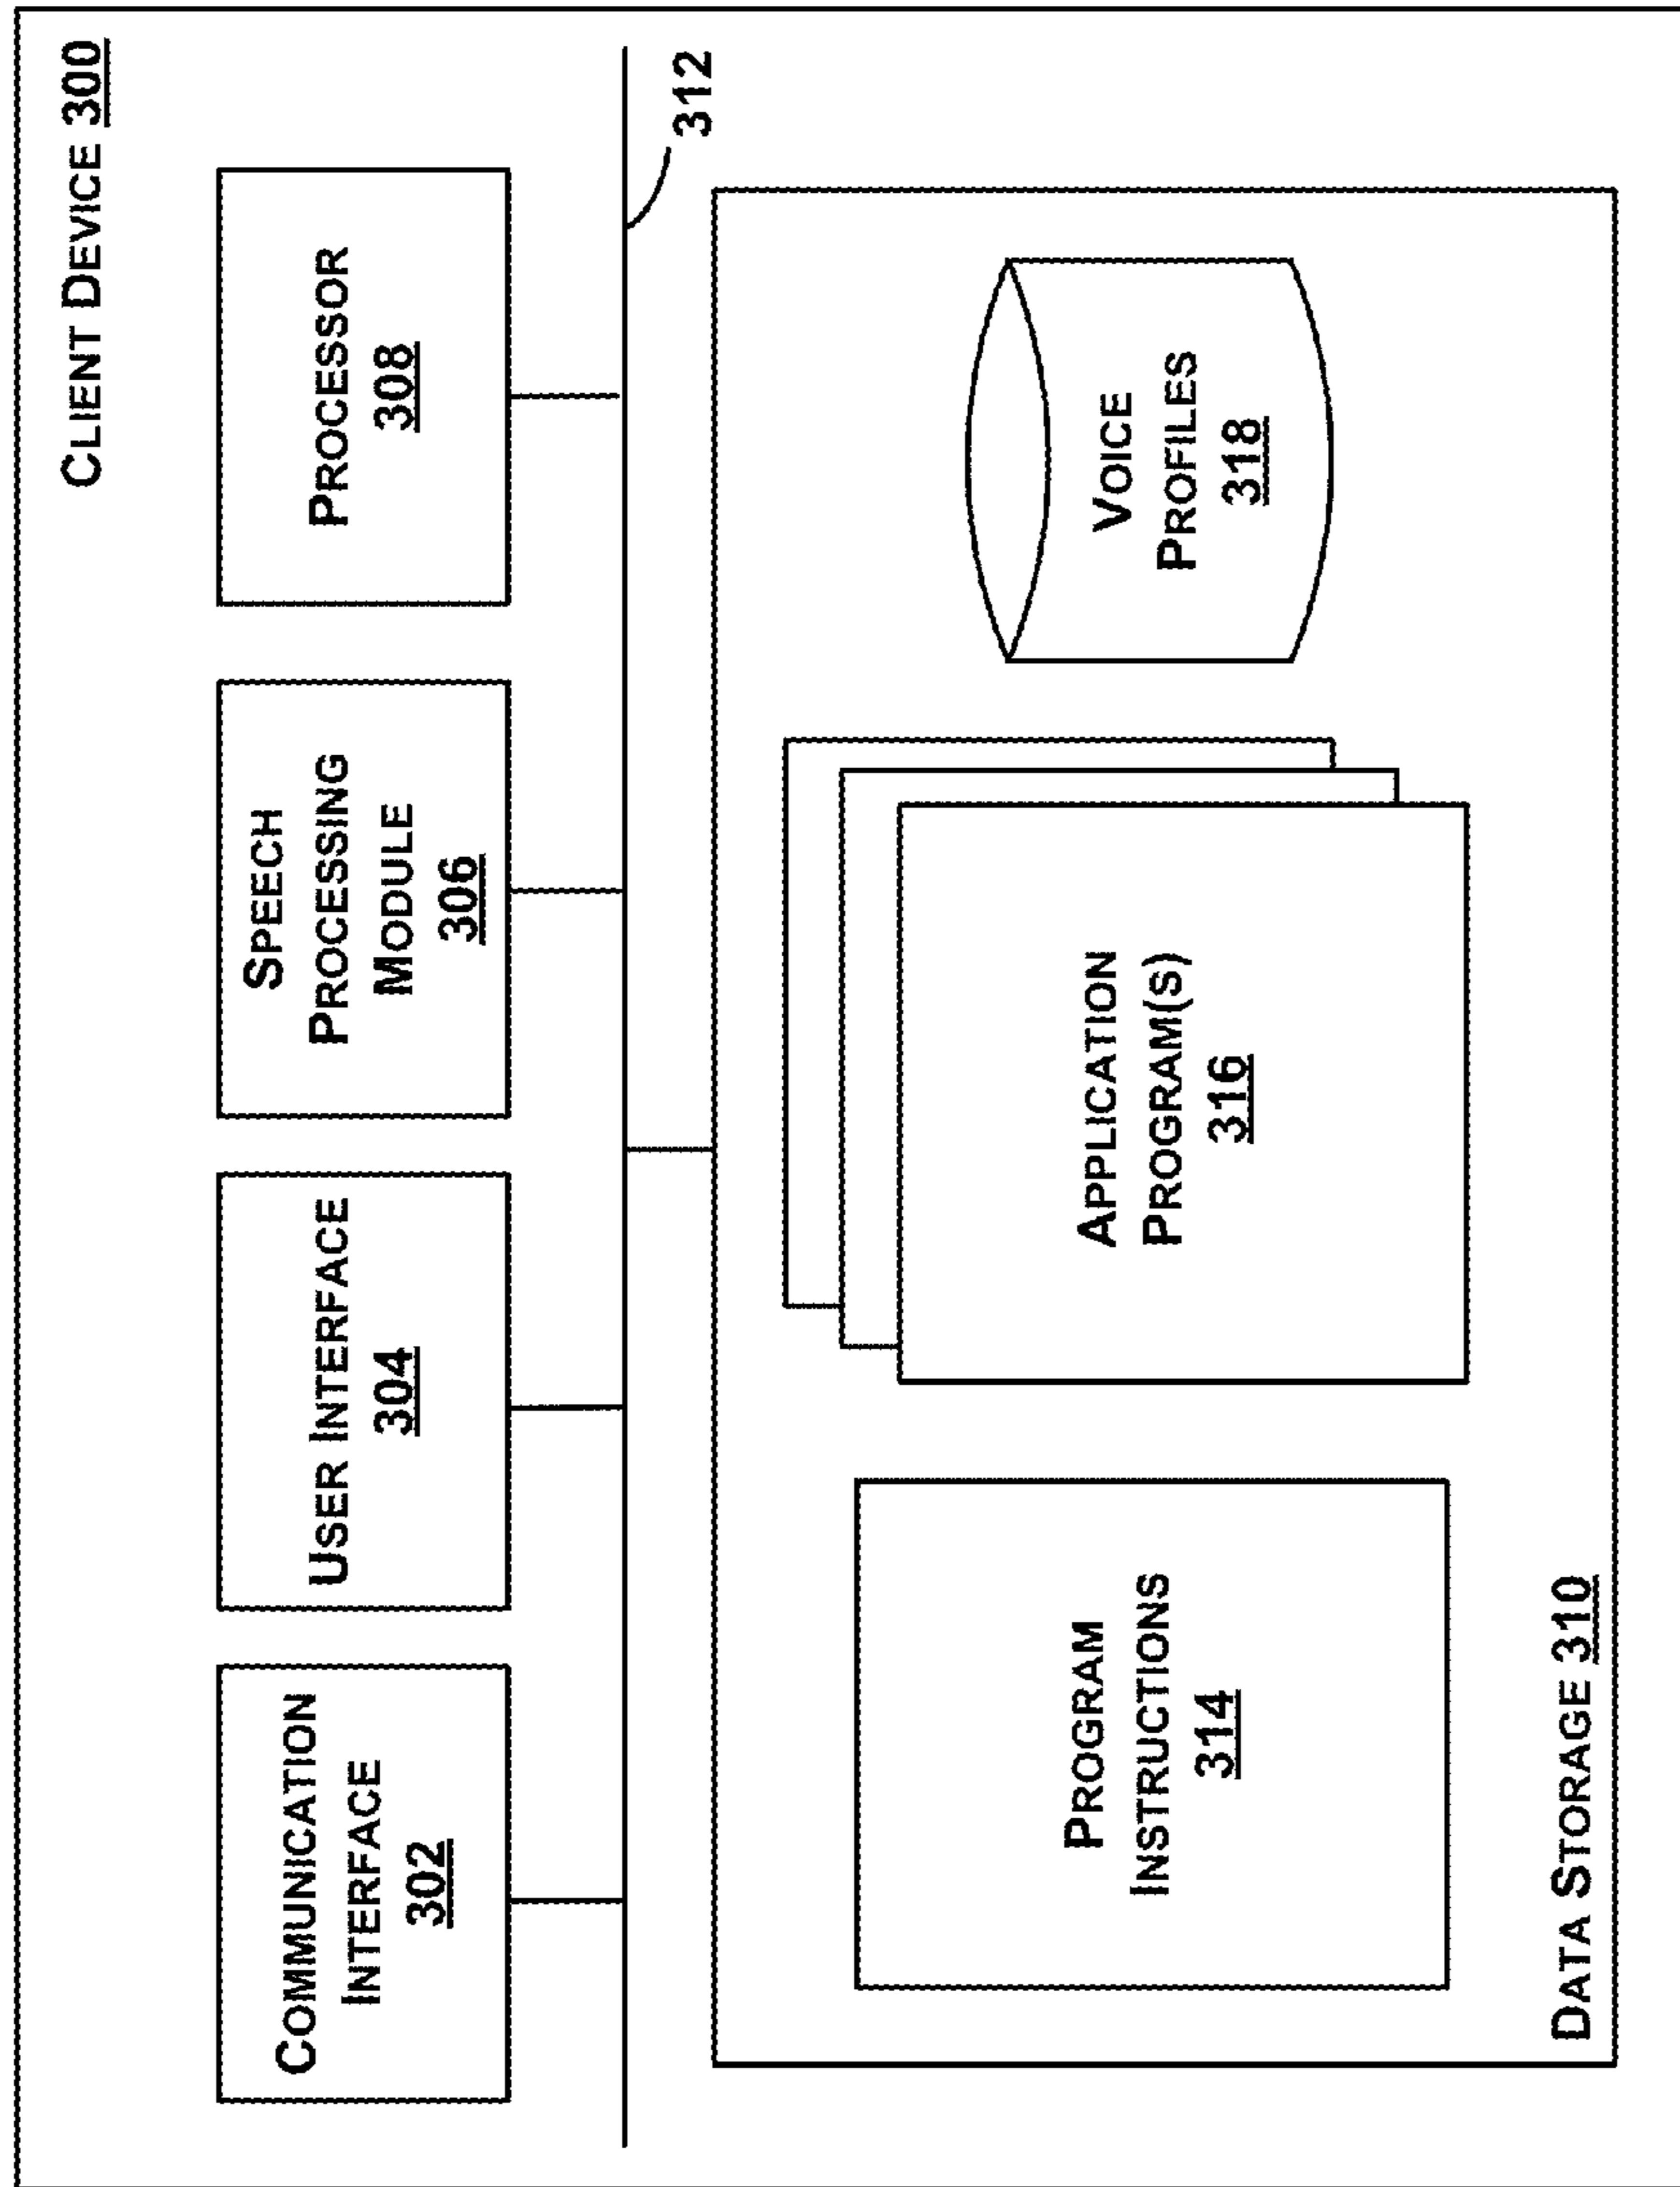 CLIENT DEVICE 300
COMMUNICATION
INTERFACE
302
USER INTERFACE
304
SPEECH
PROCESSING
MODULE
306
PROCESSOR
308
312
PROGRAM
INSTRUCTIONS
314
APPLICATION
PROGRAM(S)
316
VOICE
PROFILES
318
DATA STORAGE 310